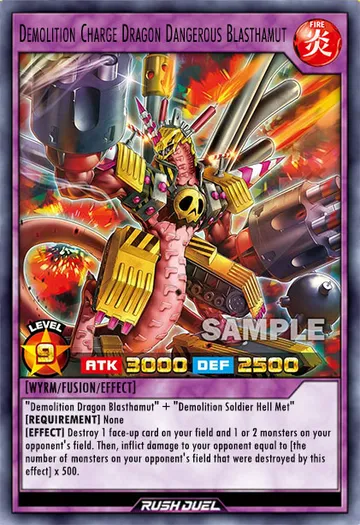 DEMOLITION CHARGE DRAGON DANGEROUS BLASTHAMUT
FIRE
炎
SAMPLE
LEVEL
9
ATK 3000 DEF 2500
[WYRM/FUSION/EFFECT]
"Demolition Dragon Blasthamut" + "Demolition Soldier Hell Met"
[REQUIREMENT] None
[EFFECT] Destroy 1 face-up card on your field and 1 or 2 monsters on your
opponent's field. Then, inflict damage to your opponent equal to [the
number of monsters on your opponent's field that were destroyed by this
effect] x 500.
RUSH DUEL